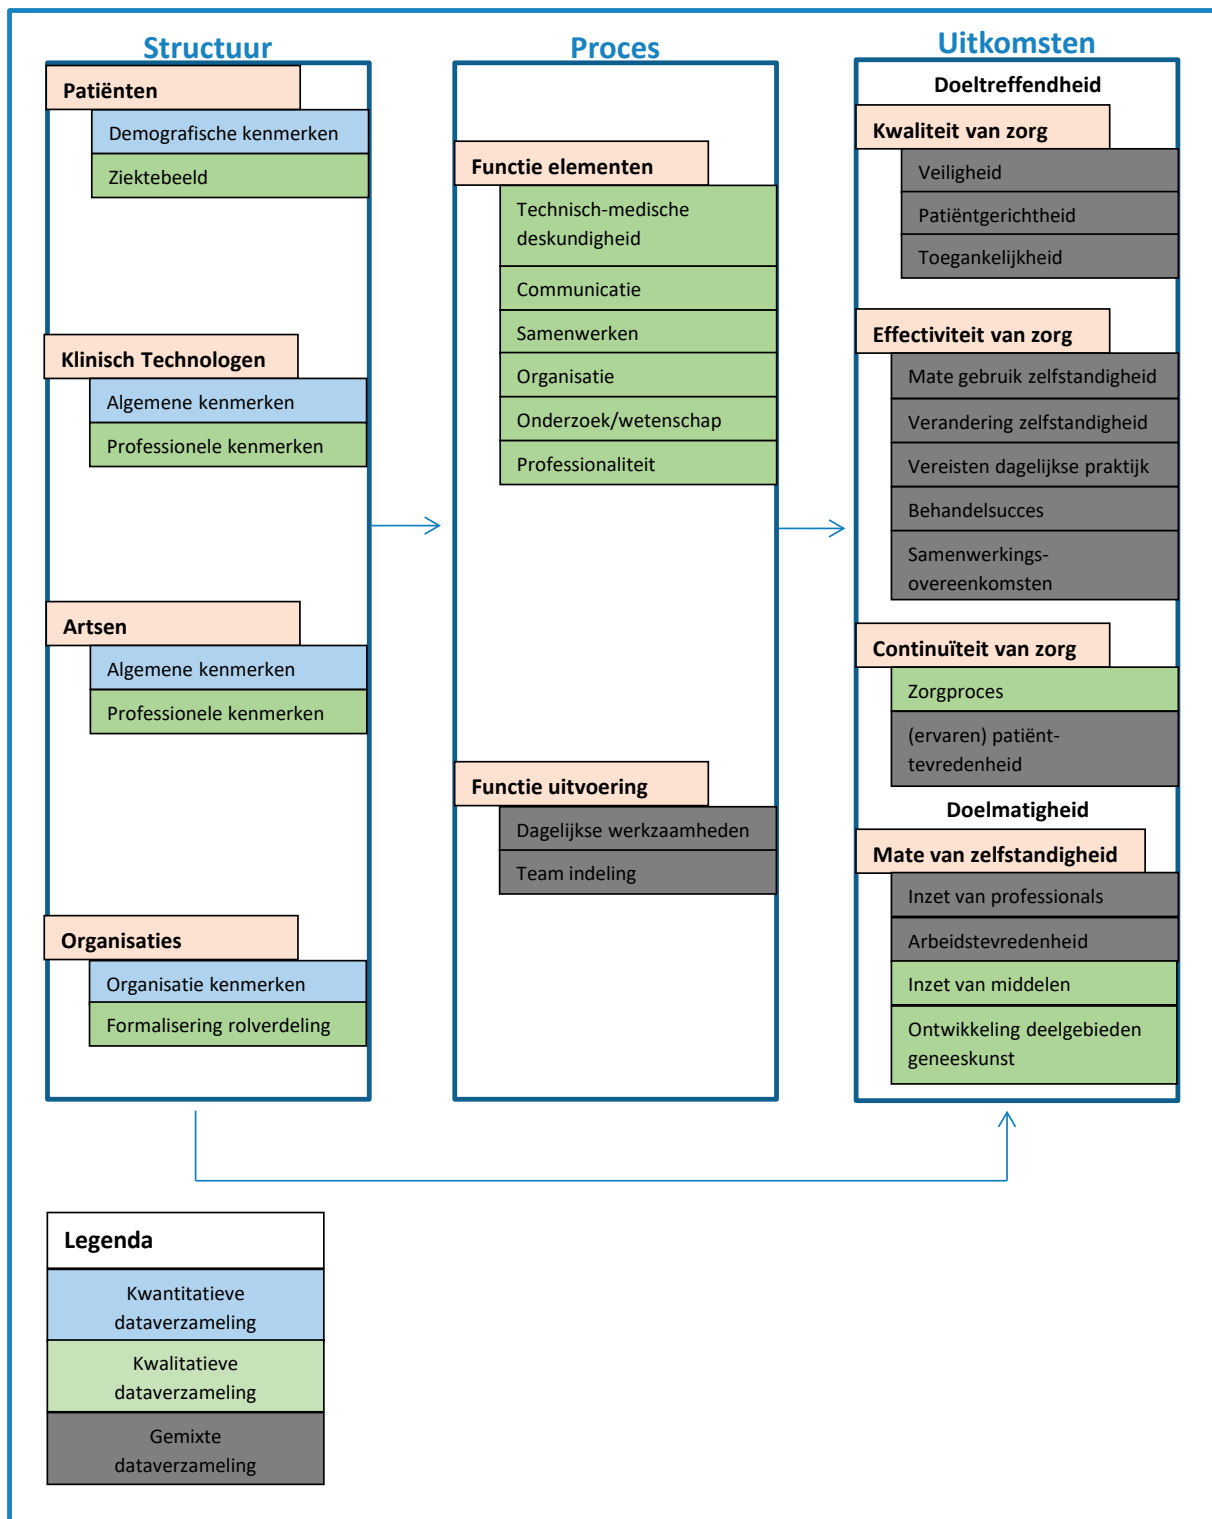 Structuur
Patiënten
Demografische kenmerken
Ziektebeeld
Klinisch Technologen
Algemene kenmerken
Professionele kenmerken
Artsen
Algemene kenmerken
Professionele kenmerken
Organisaties
Organisatie kenmerken
Formalisering rolverdeling
Proces
Functie elementen
Technisch-medische
deskundigheid
Communicatie
Samenwerken
Organisatie
Onderzoek/wetenschap
Professionaliteit
Functie uitvoering
Dagelijkse werkzaamheden
Team indeling
Uitkomsten
Doeltreffendheid
Kwaliteit van zorg
Veiligheid
Patiëntgerichtheid
Toegankelijkheid
Effectiviteit van zorg
Mate gebruik zelfstandigheid
Verandering zelfstandigheid
Vereisten dagelijkse praktijk
Behandelsucces
Samenwerkings-
overeenkomsten
Continuïteit van zorg
Zorgproces
(ervaren) patiënt-
tevredenheid
Doelmatigheid
Mate van zelfstandigheid
Inzet van professionals
Arbeidstevredenheid
Inzet van middelen
Ontwikkeling deelgebieden
geneeskunst
Legenda
Kwantitatieve
dataverzameling
Kwalitatieve
dataverzameling
Gemixte
dataverzameling